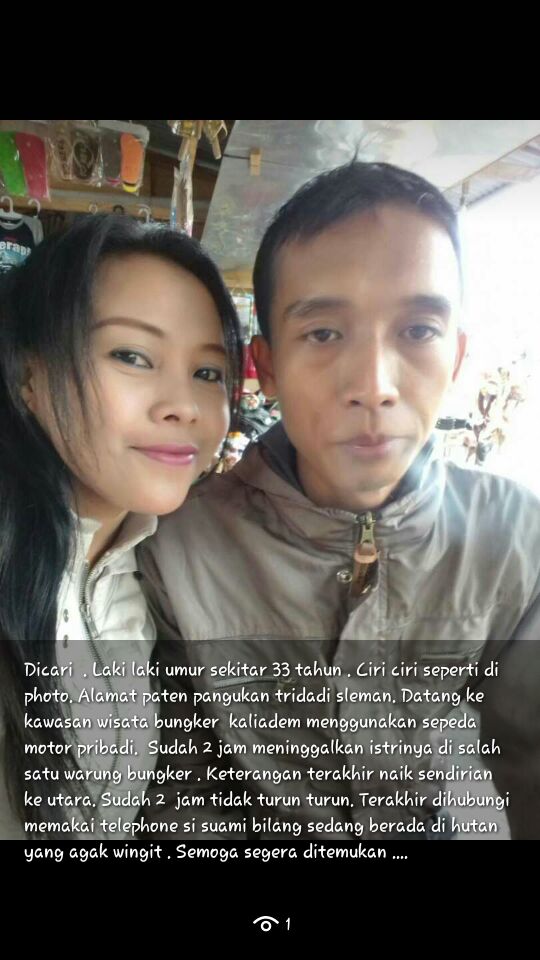 erap
Dicari . Laki laki umur sekitar 33 tahun . Ciri ciri seperti di
photo. Alamat paten pangukan tridadi sleman. Datang ke
kawasan wisata bungker kaliadem menggunakan sepeda
motor pribadi. Sudah 2 jam meninggalkan istrinya di salah
satu warung bungker . Keterangan terakhir naik sendirian
ke utara. Sudah 2 jam tidak turun turun. Terakhir dihubungi
memakai telephone si suami bilang sedang berada di hutan
yang agak wingit . Semoga segera ditemukan ....
1